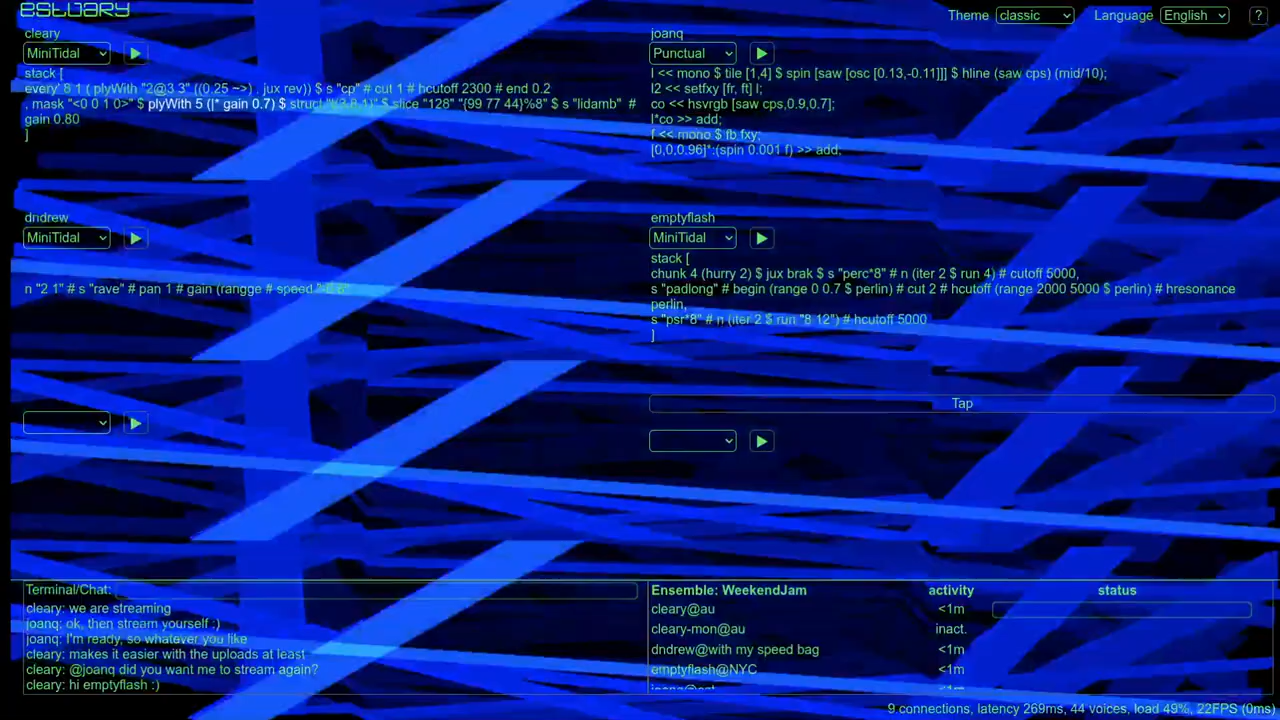 estuary
Theme classic Language English ?
cleary
MiniTidal
stack [
every' 8 1 ( plyWith "2@3 3" ((0.25 ~>) . jux rev)) $ s "cp" # cut 1 # hcutoff 2300 # end 0.2
, mask "<0 0 1 0>" $ plyWith 5 (|* gain 0.7) $ struct "t(3,8,1)" $ slice "128" "{99 77 44}%8" $ s "lidamb" #
gain 0.80
]
joanq
Punctual
l << mono $ tile [1,4] $ spin [saw [osc [0.13,-0.11]]] $ hline (saw cps) (mid/10);
l2 << setfxy [fr, ft] l;
co << hsvrgb [saw cps,0.9,0.7];
l*co >> add;
f << mono $ fb fxy;
[0,0,0.96]*:(spin 0.001 f) >> add;
dndrew
MiniTidal
n "2 1" # s "rave" # pan 1 # gain (rangge # speed
emptyflash
MiniTidal
stack [
chunk 4 (hurry 2) $ jux brak $ s "perc*8" # n (iter 2 $ run 4) # cutoff 5000,
s "padlong" # begin (range 0 0.7 $ perlin) # cut 2 # hcutoff (range 2000 5000 $ perlin) # hresonance
perlin,
s "psr*8" # n (iter 2 $ run "8 12") # hcutoff 5000
]
Tap
Terminal/Chat:
cleary: we are streaming
joanq: ok, then stream yourself :)
joanq: I'm ready, so whatever you like
cleary: makes it easier with the uploads at least
cleary: @joanq did you want me to stream again?
cleary: hi emptyflash :)
Ensemble: WeekendJam activity status
cleary@au <1m
cleary-mon@au inact.
dndrew@with my speed bag <1m
emptyflash@NYC <1m
9 connections, latency 269ms, 44 voices, load 49%, 22FPS (0ms)